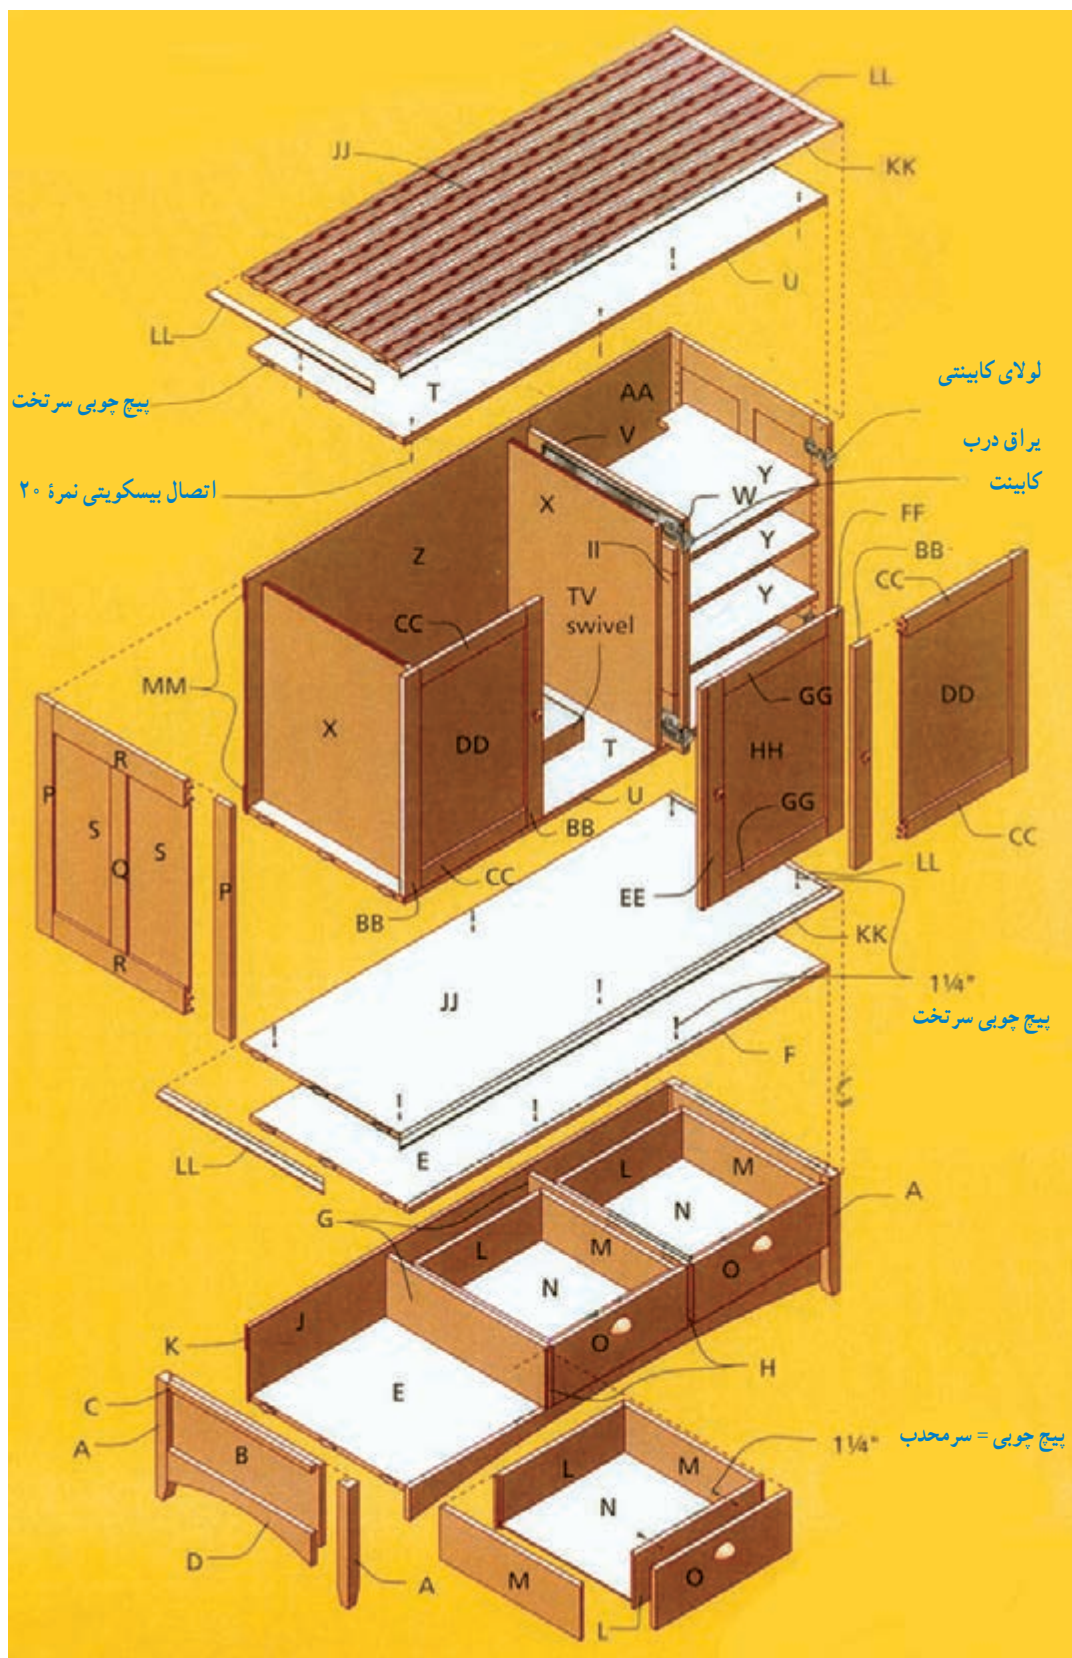 LL
JJ
KK
U
LL
T
پیچ چوبی سرتخت
لولای کابینتی
AA
V
یراق درب
کابینت
Y
اتصال بیسکویتی نمرهٔ ۲۰
W
X
FF
Y
BB
II
Z
CC
TV
swivel
Y
CC
MM
GG
DD
X
DD
HH
T
R
P
U
GG
S
S
BB
CC
Q
P
CC
LL
EE
BB
KK
R
1¼"
JJ
پیچ چوبی سرتخت
F
E
LL
L
M
A
N
G
L
M
O
N
J
K
O
H
E
C
A
B
1¼"
پیچ چوبی = سرمحدب
L
M
N
D
A
M
O
L